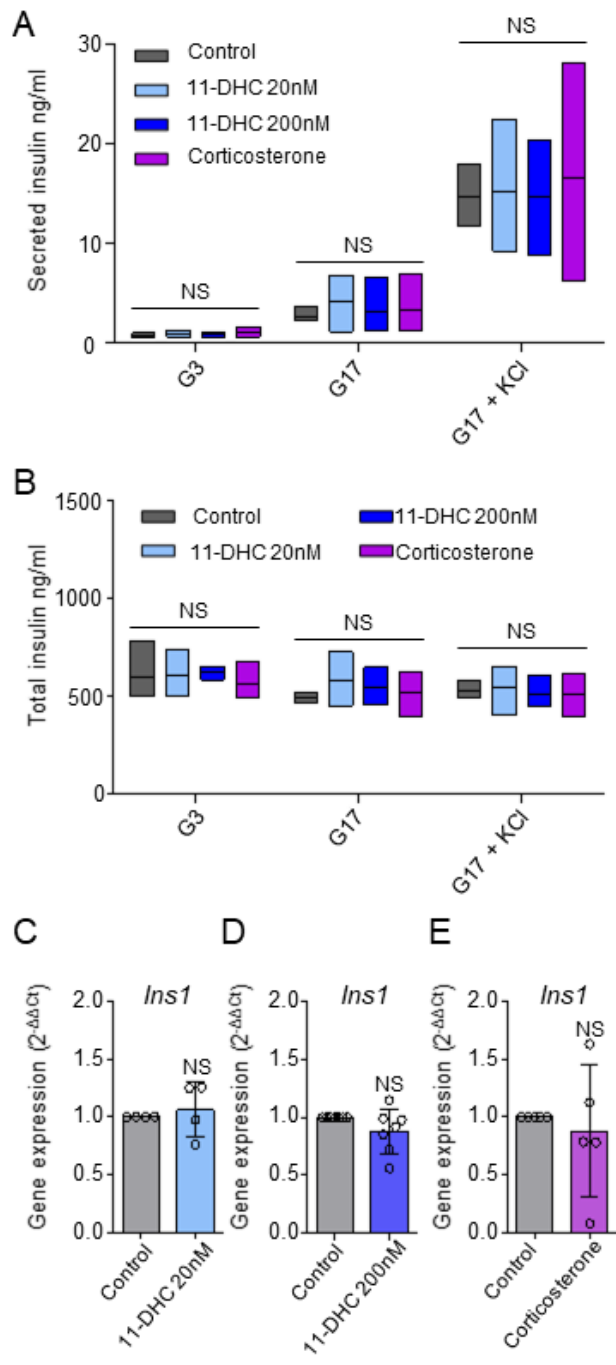 A
Secreted insulin ng/ml
30
20
10
0
Control
11-DHC 20nM
11-DHC 200nM
Corticosterone
NS
NS
NS
G3
G17
G17 + KCl
B
Total insulin ng/ml
1500
1000
500
0
Control
11-DHC 200nM
11-DHC 20nM
Corticosterone
NS
NS
NS
G3
G17
G17 + KCl
C
Gene expression (2^-ΔΔCt)
Ins1
2.0
1.5
1.0
0.5
0.0
NS
Control
11-DHC 20nM
D
Gene expression (2^-ΔΔCt)
Ins1
2.0
1.5
1.0
0.5
0.0
NS
Control
11-DHC 200nM
E
Gene expression (2^-ΔΔCt)
Ins1
2.0
1.5
1.0
0.5
0.0
NS
Control
Corticosterone